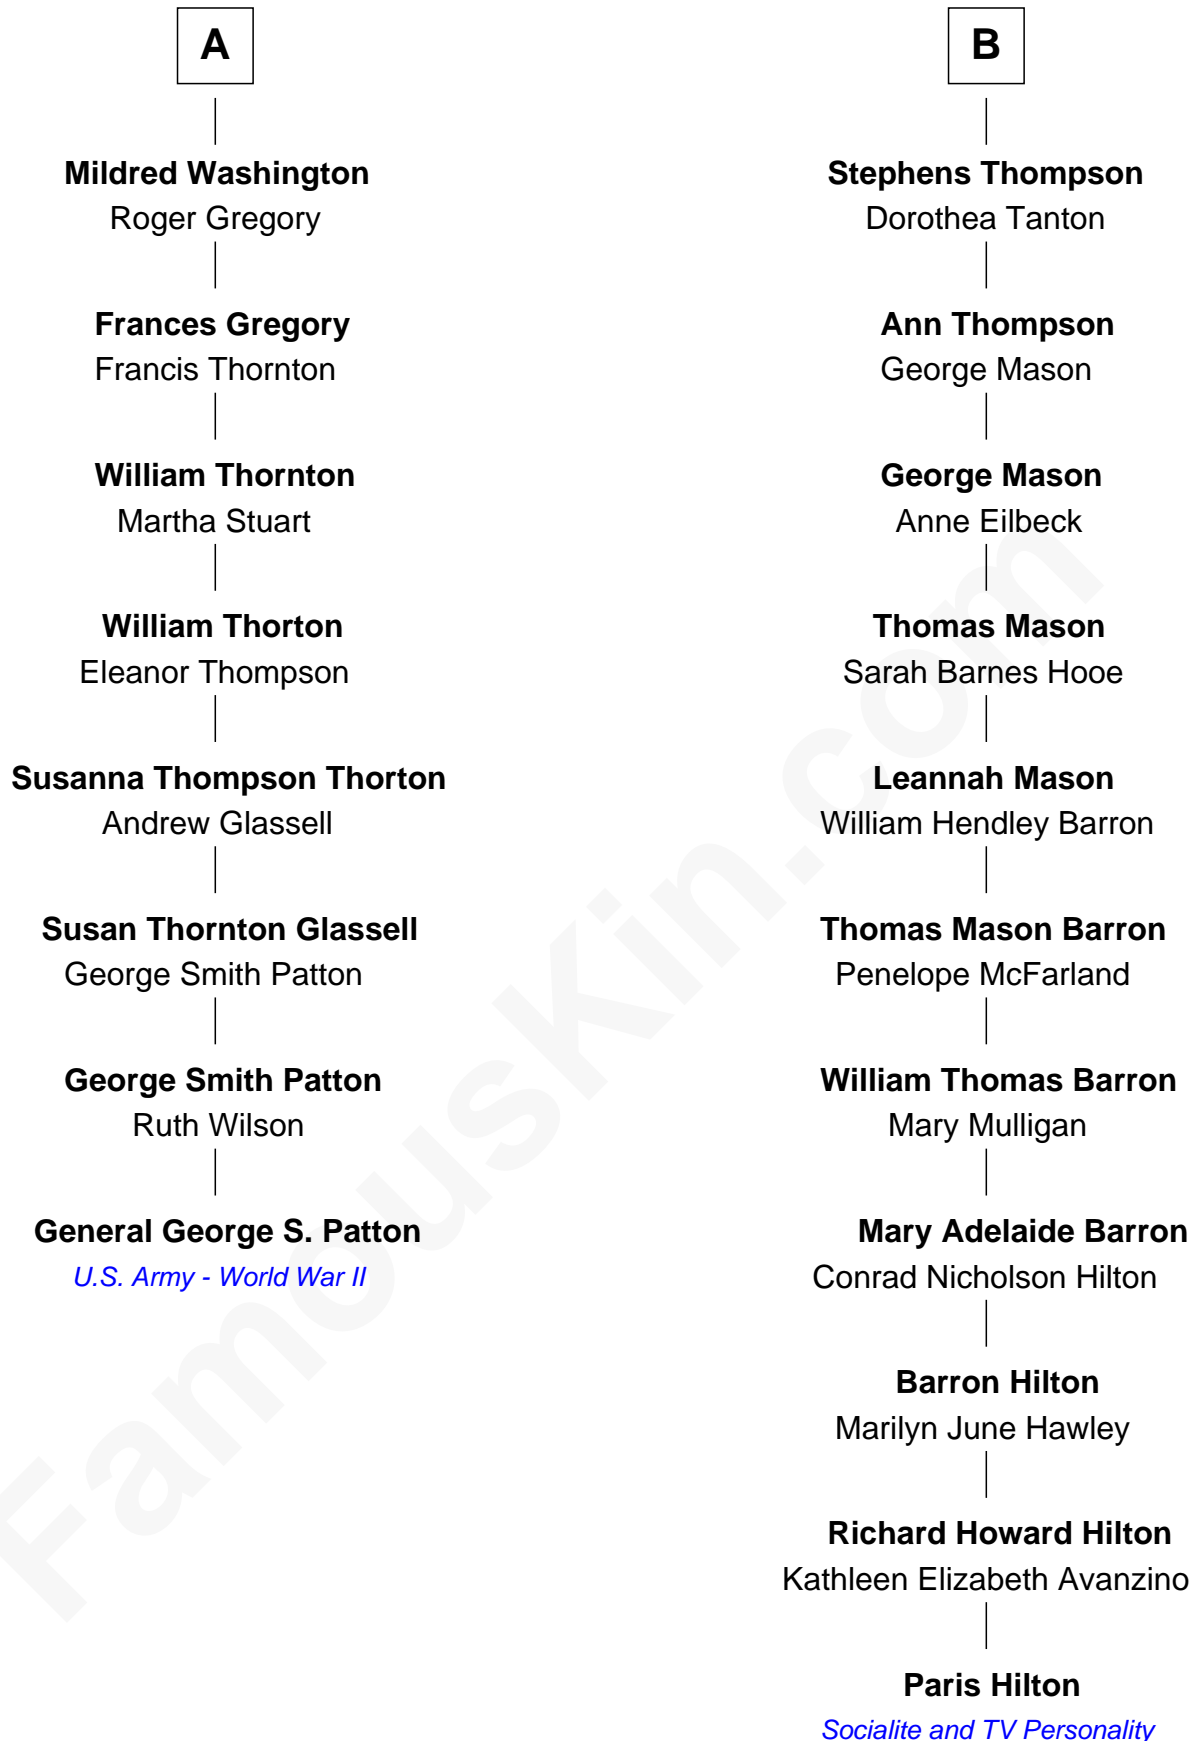 A
Mildred Washington
Roger Gregory
Frances Gregory
Francis Thornton
William Thornton
Martha Stuart
William Thorton
Eleanor Thompson
Susanna Thompson Thorton
Andrew Glassell
Susan Thornton Glassell
George Smith Patton
George Smith Patton
Ruth Wilson
General George S. Patton
U.S. Army - World War II
B
Stephens Thompson
Dorothea Tanton
Ann Thompson
George Mason
George Mason
Anne Eilbeck
Thomas Mason
Sarah Barnes Hooe
Leannah Mason
William Hendley Barron
Thomas Mason Barron
Penelope McFarland
William Thomas Barron
Mary Mulligan
Mary Adelaide Barron
Conrad Nicholson Hilton
Barron Hilton
Marilyn June Hawley
Richard Howard Hilton
Kathleen Elizabeth Avanzino
Paris Hilton
Socialite and TV Personality
FamousKin.com